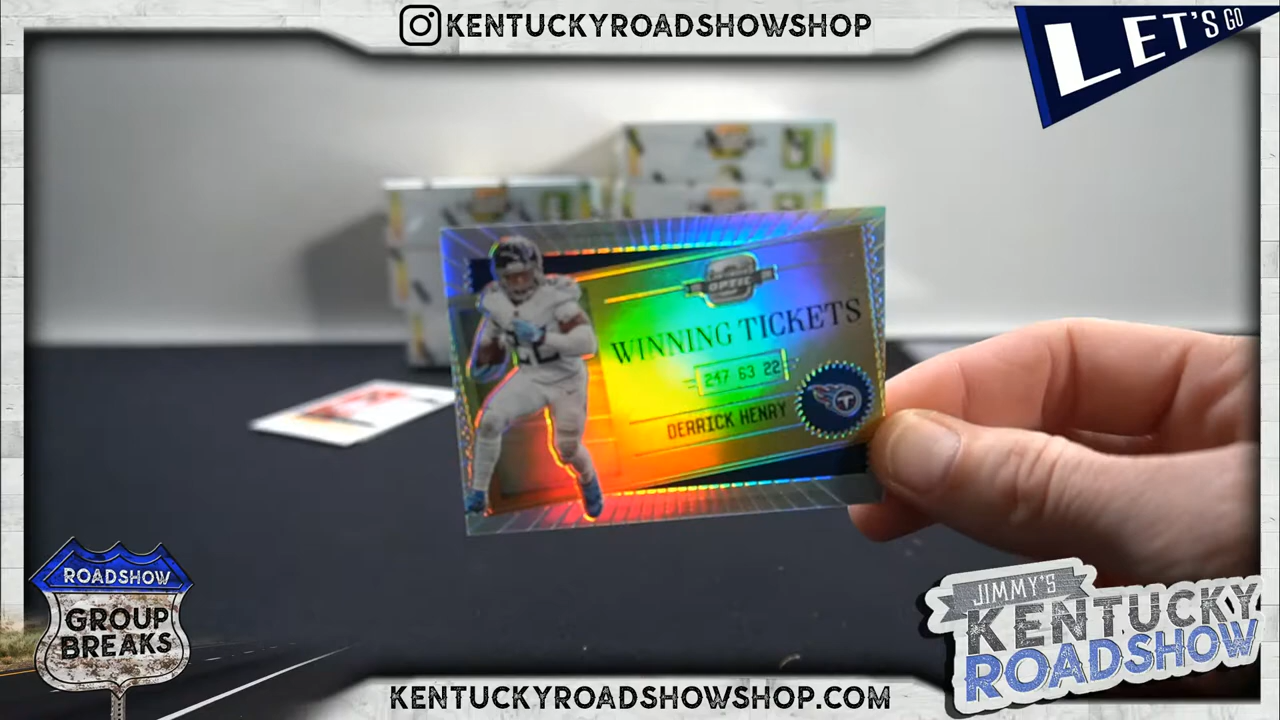 KENTUCKYROADSHOWSHOP
LET'S GO
OPTIC
WINNING TICKETS
247 63 22
DERRICK HENRY
22
T
ROADSHOW
GROUP
BREAKS
JIMMY'S
KENTUCKY
ROADSHOW
KENTUCKYROADSHOWSHOP.COM